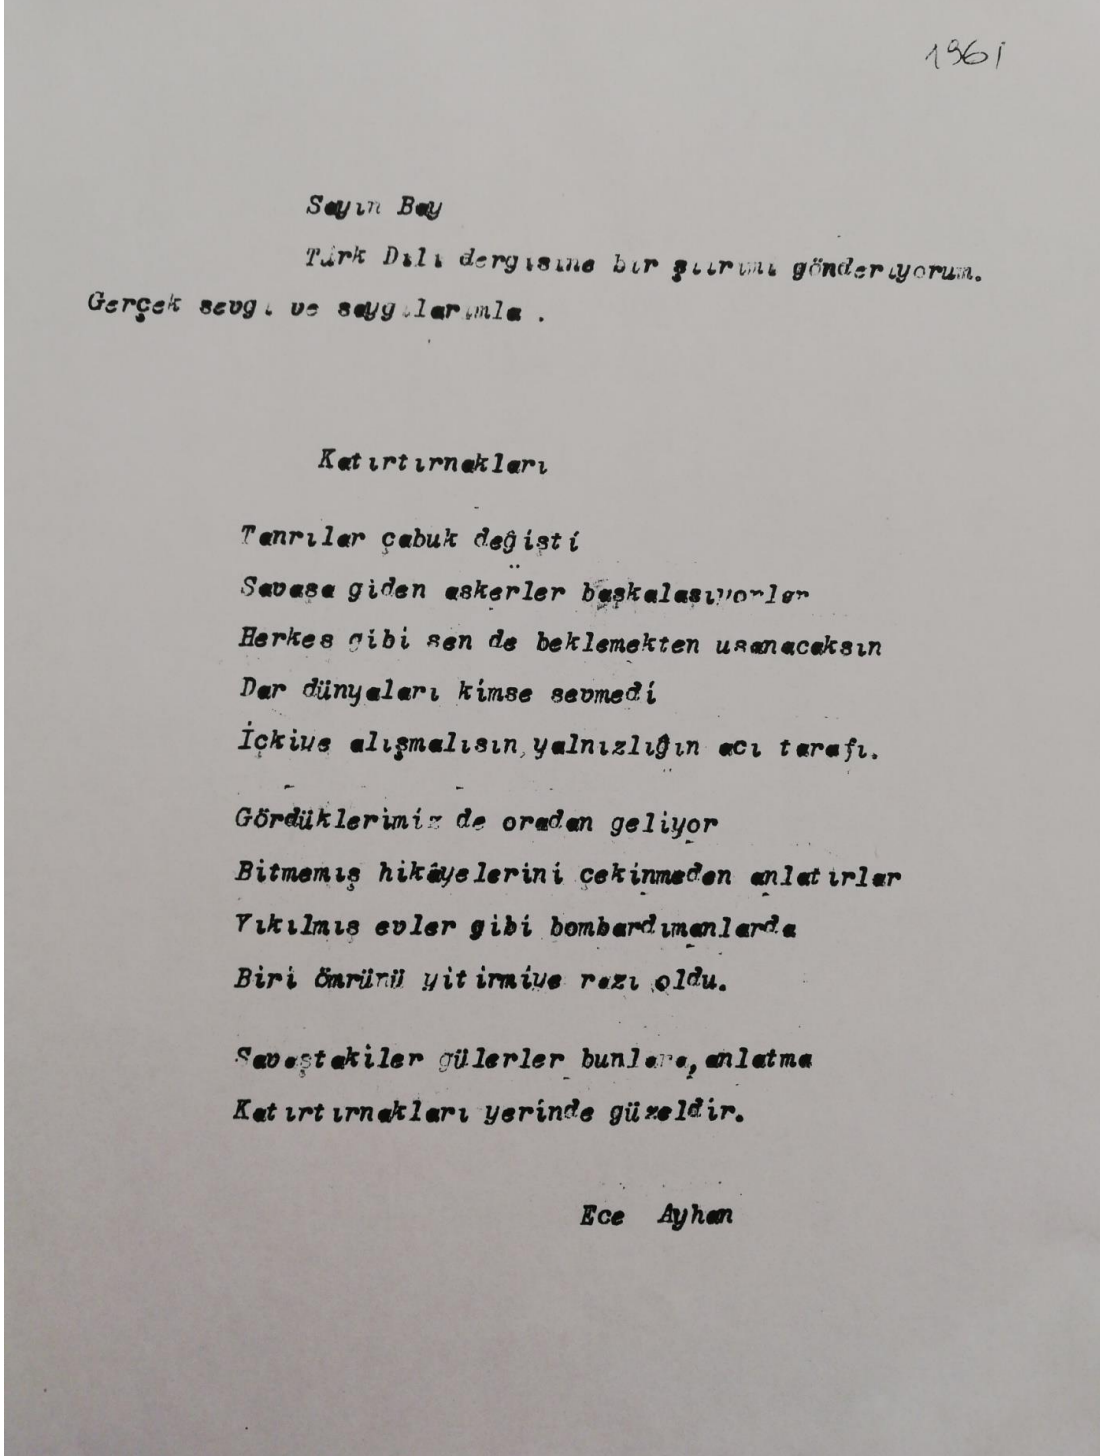 1961
Sayın Bay
Türk Dili dergisine bir şiirimi gönderiyorum.
Gerçek sevgi ve saygılarımla .
Katırtırnakları
Tanrılar çabuk değişti
Savaşa giden askerler başkalaşıyorlar
Herkes gibi sen de beklemekten usanacaksın
Dar dünyaları kimse sevmedi
İçkiye alışmalısın, yalnızlığın acı tarafı.
Gördüklerimiz de oradan geliyor
Bitmemiş hikâyelerini çekinmeden anlatırlar
Yıkılmış evler gibi bombardımanlarda
Biri ömrünü yitirmiye razı oldu.
Savaştakiler gülerler bunlara, anlatma
Katırtırnakları yerinde güzeldir.
Ece Ayhan